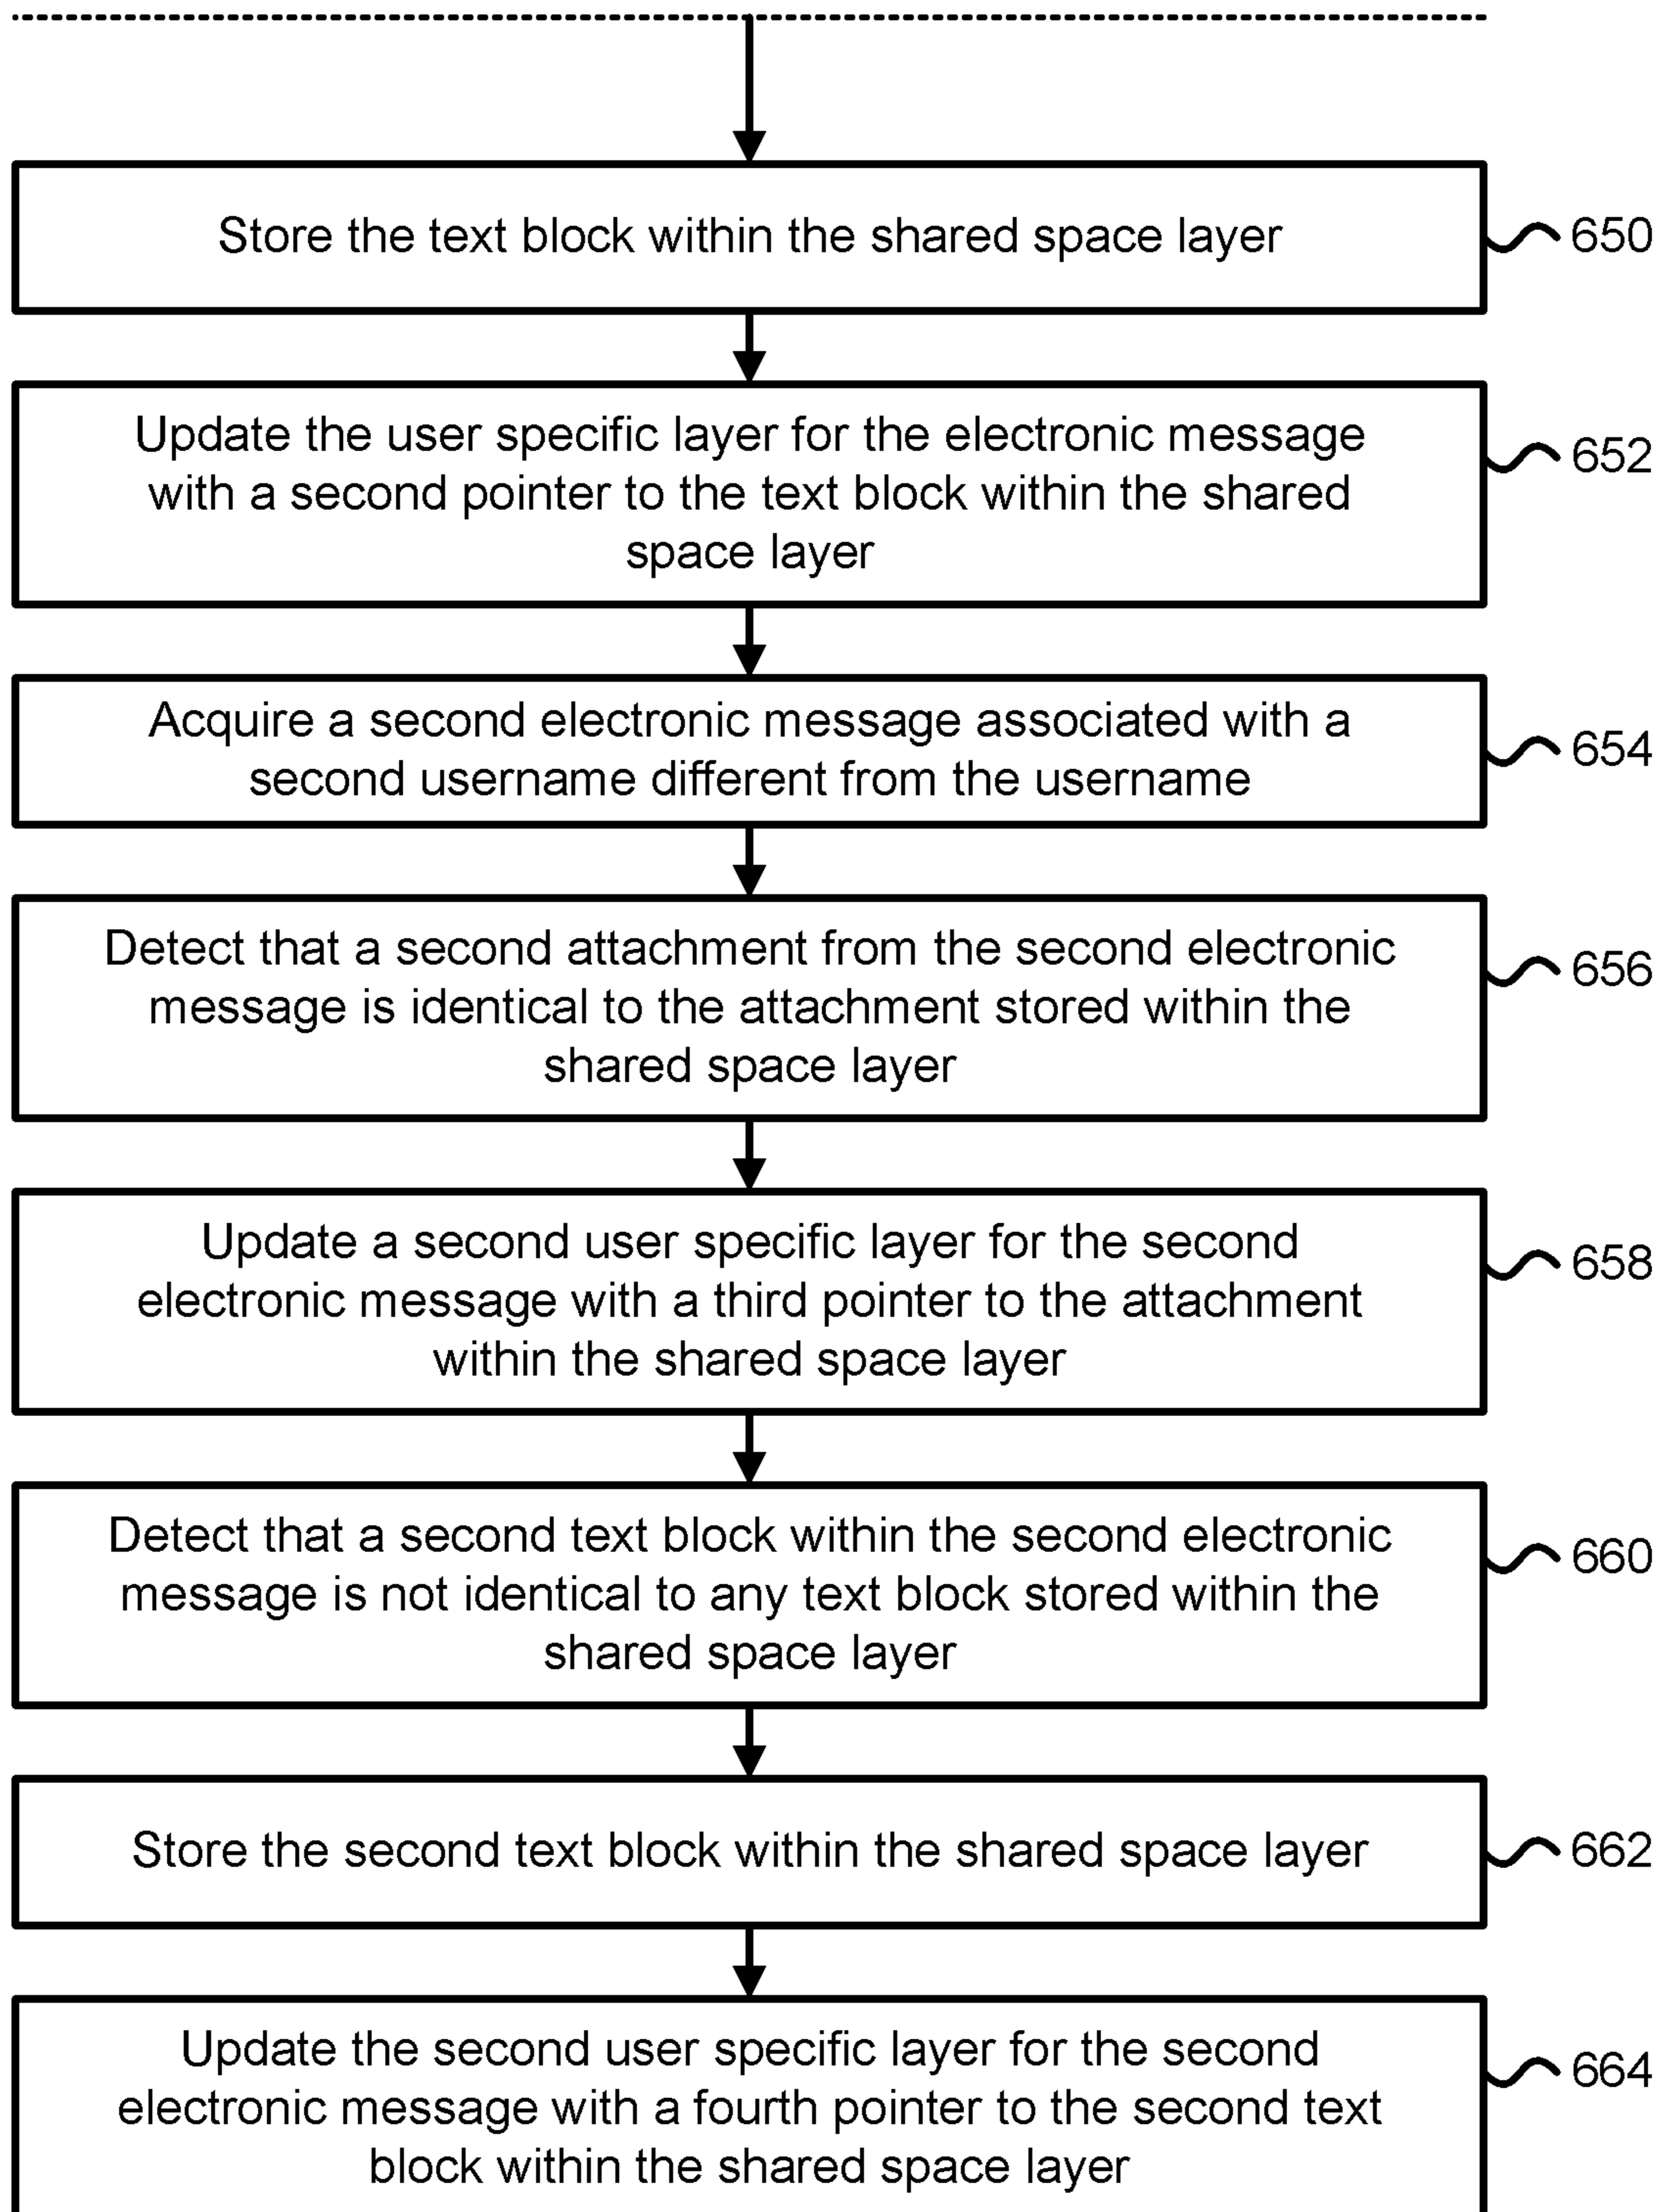 Store the text block within the shared space layer
650
Update the user specific layer for the electronic message
with a second pointer to the text block within the shared
space layer
652
Acquire a second electronic message associated with a
second username different from the username
654
Detect that a second attachment from the second electronic
message is identical to the attachment stored within the
shared space layer
656
Update a second user specific layer for the second
electronic message with a third pointer to the attachment
within the shared space layer
658
Detect that a second text block within the second electronic
message is not identical to any text block stored within the
shared space layer
660
Store the second text block within the shared space layer
662
Update the second user specific layer for the second
electronic message with a fourth pointer to the second text
block within the shared space layer
664